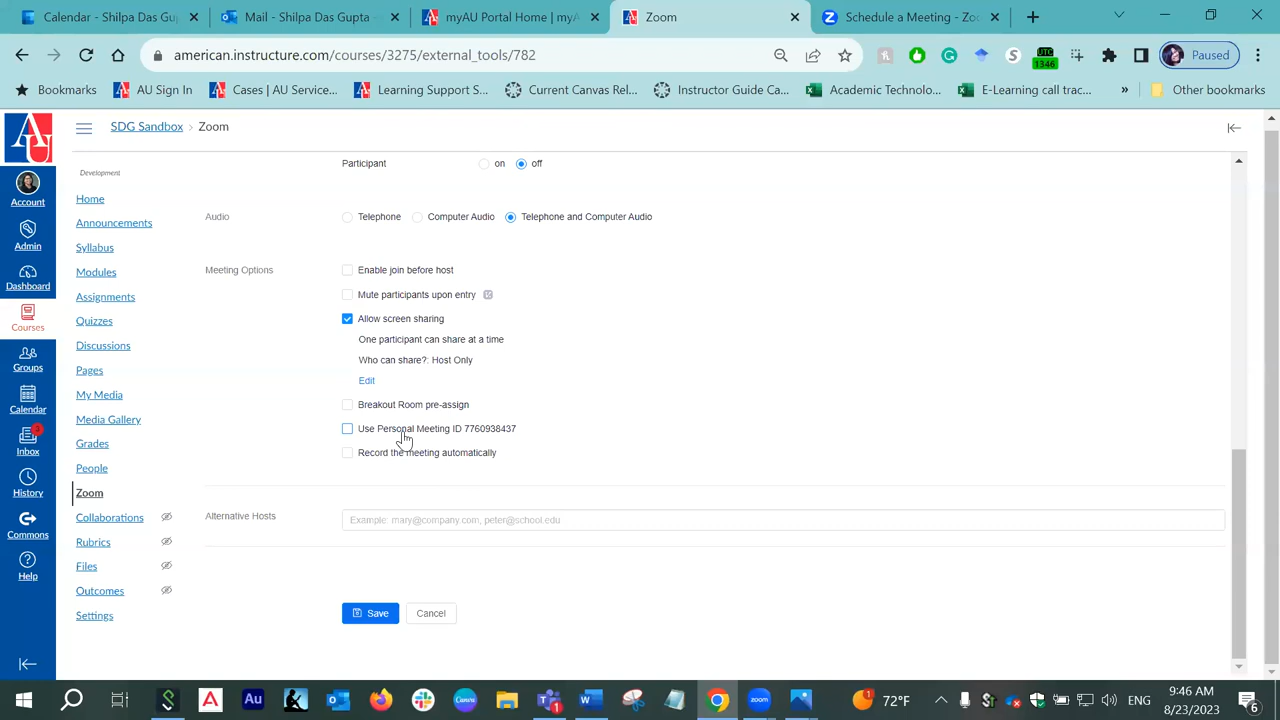 Mail - Shilpa Das Gupta - Outlo
myAU Portal | myA
Zoom
Schedule a Meeting - Zo
american.instructure.com/courses/3275/external_tools/782
UTC
1346
Paused
Bookmarks
AU Sign In
Cases | AU Service...
Learning Support S...
Current Canvas Re...
Instructor Guide Ca...
Academic Technolo...
E-Learning call trac...
»
Other bookmarks
AU
SDG Sandbox › Zoom
Account
Admin
Dashboard
Courses
Groups
Calendar
3
Inbox
History
Commons
Help
Development
Home
Announcements
Syllabus
Modules
Assignments
Quizzes
Discussions
Pages
My Media
Media Gallery
Grades
People
Zoom
Collaborations
Rubrics
Files
Outcomes
Settings
Participant on off
Audio Telephone Computer Audio Telephone and Computer Audio
Meeting Options Enable join before host
Mute participants upon entry
Allow screen sharing
One participant can share at a time
Who can share?: Host Only
Edit
Breakout Room pre-assign
Use Personal Meeting ID 7760938437
Record the meeting automatically
Alternative Hosts Example: mary@company.com, peter@school.edu
Save Cancel
72°F
ENG
9:46 AM
8/23/2023
6